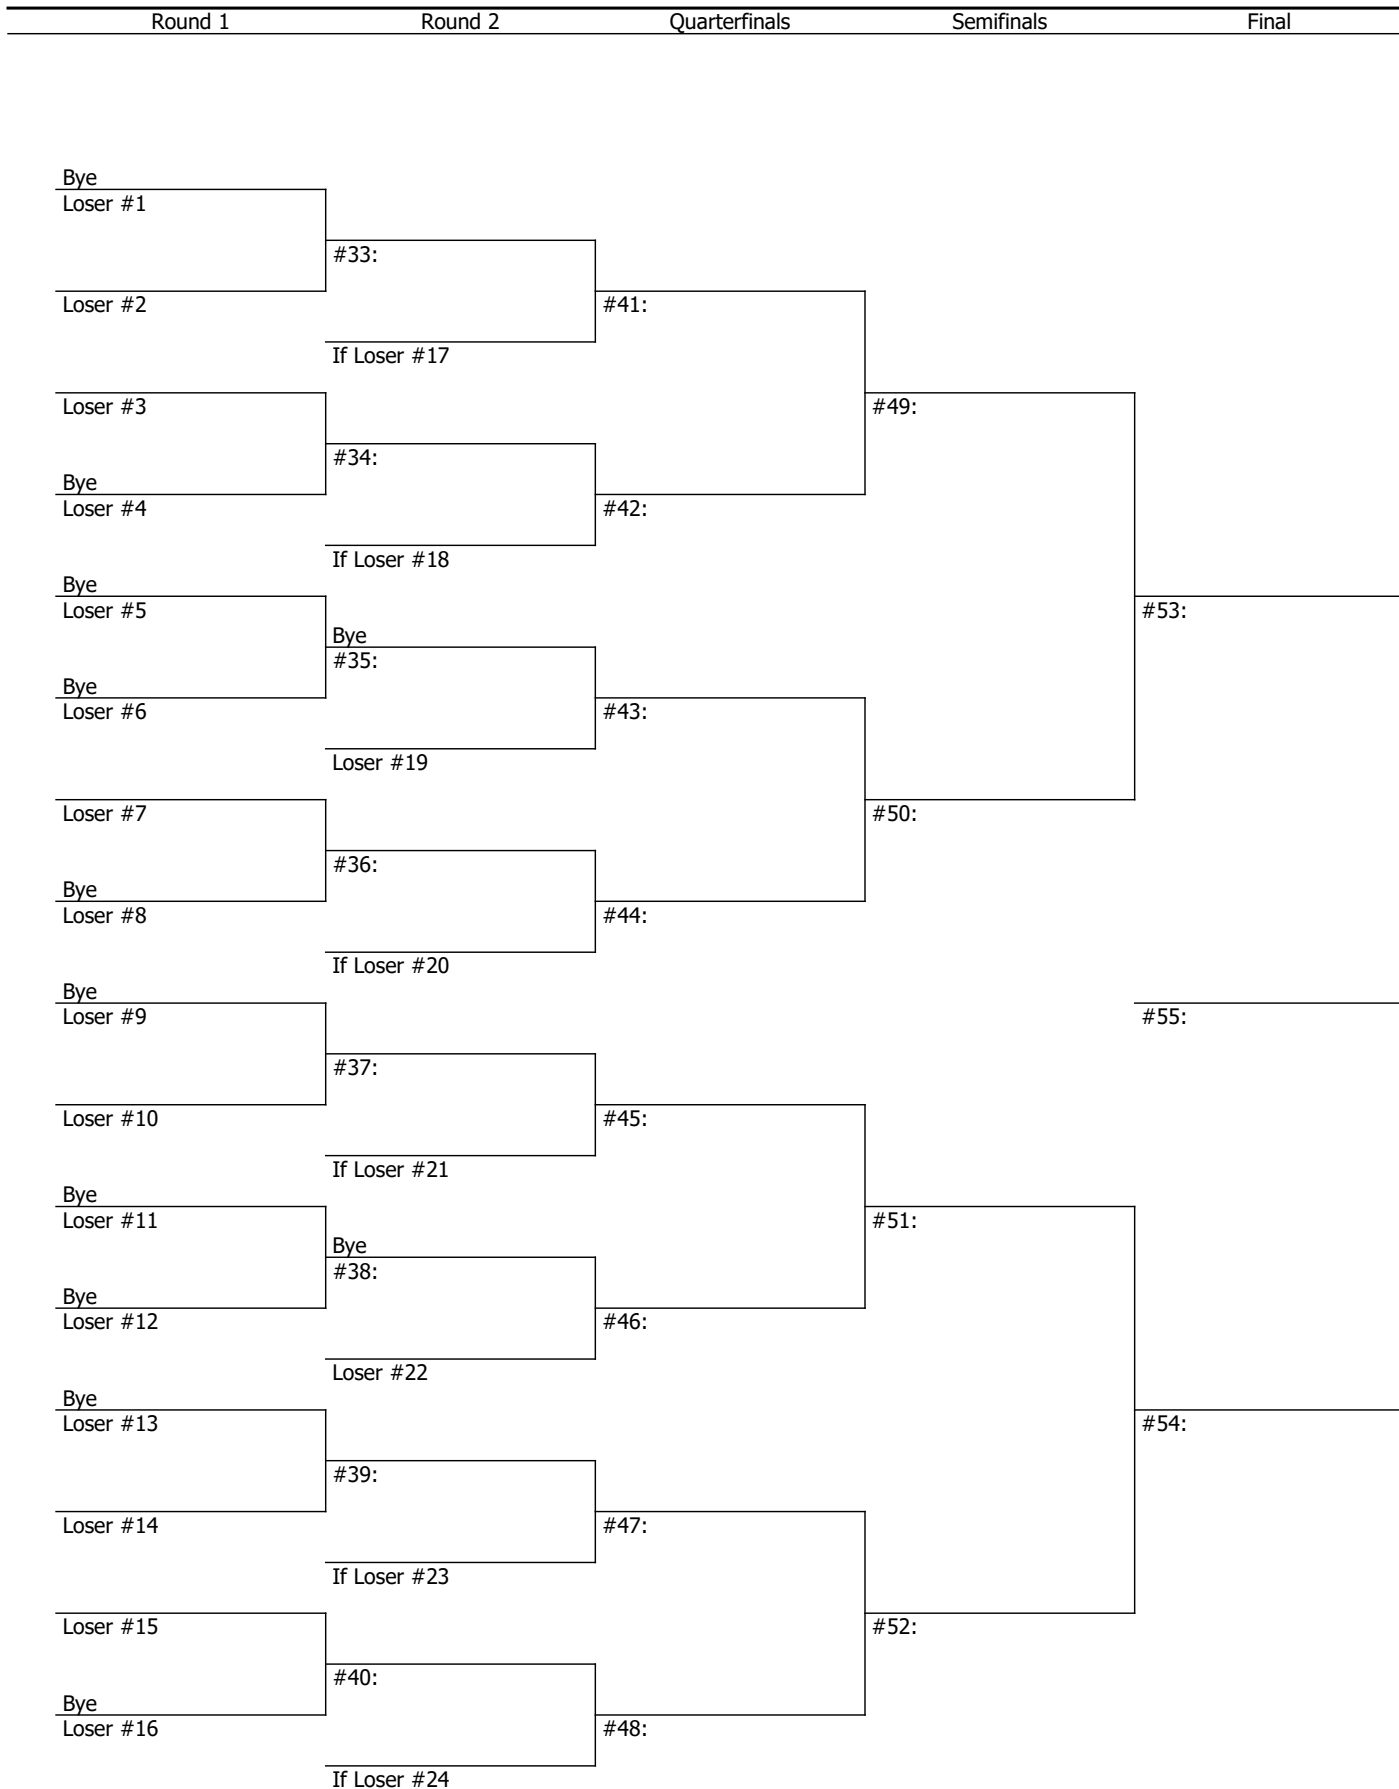 Round 1 Round 2 Quarterfinals Semifinals Final
Bye
Loser #1
#33:
Loser #2 #41:
If Loser #17
Loser #3 #49:
#34:
Bye
Loser #4 #42:
If Loser #18
Bye
Loser #5 #53:
Bye
#35:
Bye
Loser #6 #43:
Loser #19
Loser #7 #50:
#36:
Bye
Loser #8 #44:
If Loser #20
Bye
Loser #9 #55:
#37:
Loser #10 #45:
If Loser #21
Bye
Loser #11 #51:
Bye
#38:
Bye
Loser #12 #46:
Loser #22
Bye
Loser #13 #54:
#39:
Loser #14 #47:
If Loser #23
Loser #15 #52:
#40:
Bye
Loser #16 #48:
If Loser #24